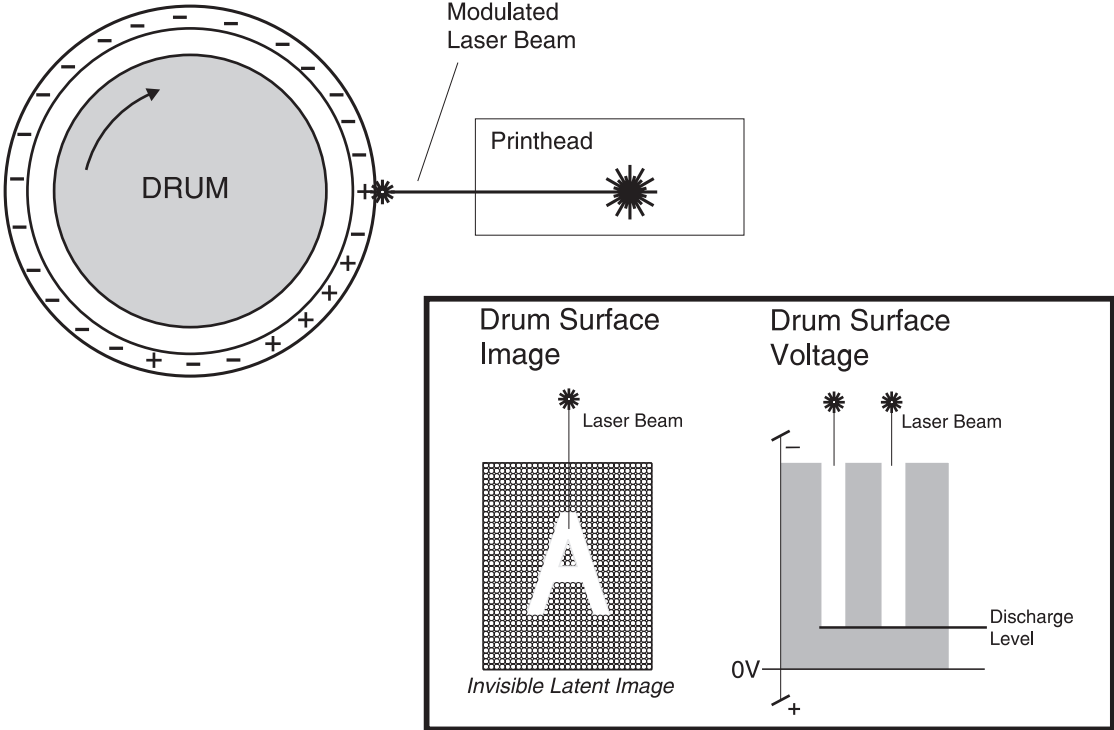 Modulated
Laser Beam
Printhead
DRUM
Drum Surface
Image
Laser Beam
Invisible Latent Image
Drum Surface
Voltage
Laser Beam
−
Discharge
Level
0V
+